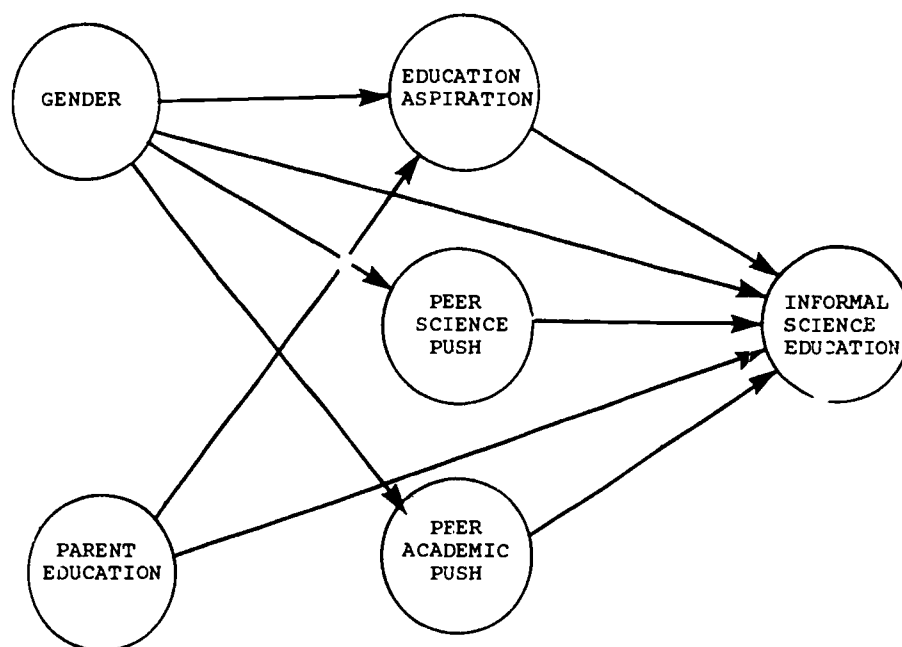 GENDER
EDUCATION
ASPIRATION
PEER
SCIENCE
PUSH
INFORMAL
SCIENCE
EDUCATION
PARENT
EDUCATION
PEER
ACADEMIC
PUSH